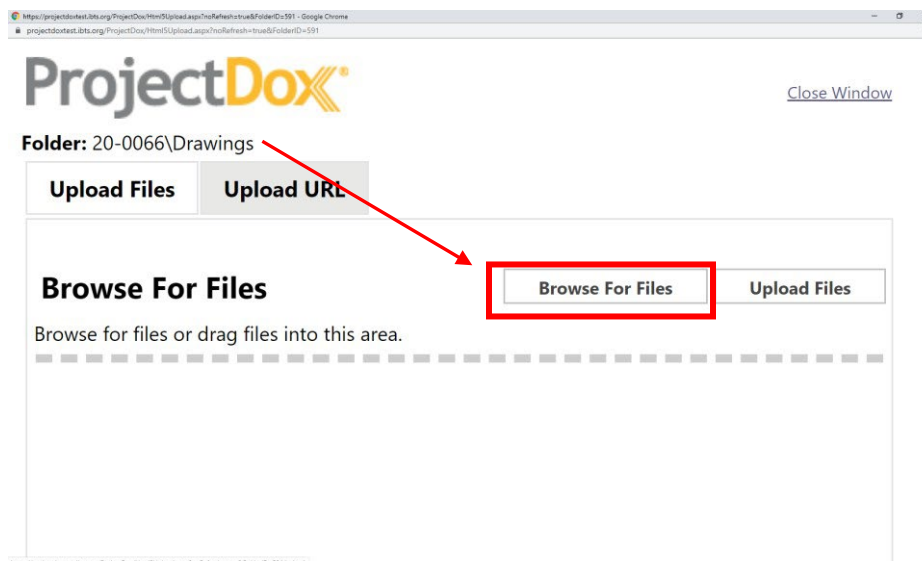 https://projectdoxtest.ibts.org/ProjectDox/Html5Upload.aspx?noRefresh=true&FolderID=591 - Google Chrome
projectdoxtest.ibts.org/ProjectDox/Html5Upload.aspx?noRefresh=true&FolderID=591
ProjectDox
Close Window
Folder: 20-0066\Drawings
Upload Files Upload URL
Browse For Files Browse For Files Upload Files
Browse for files or drag files into this area.